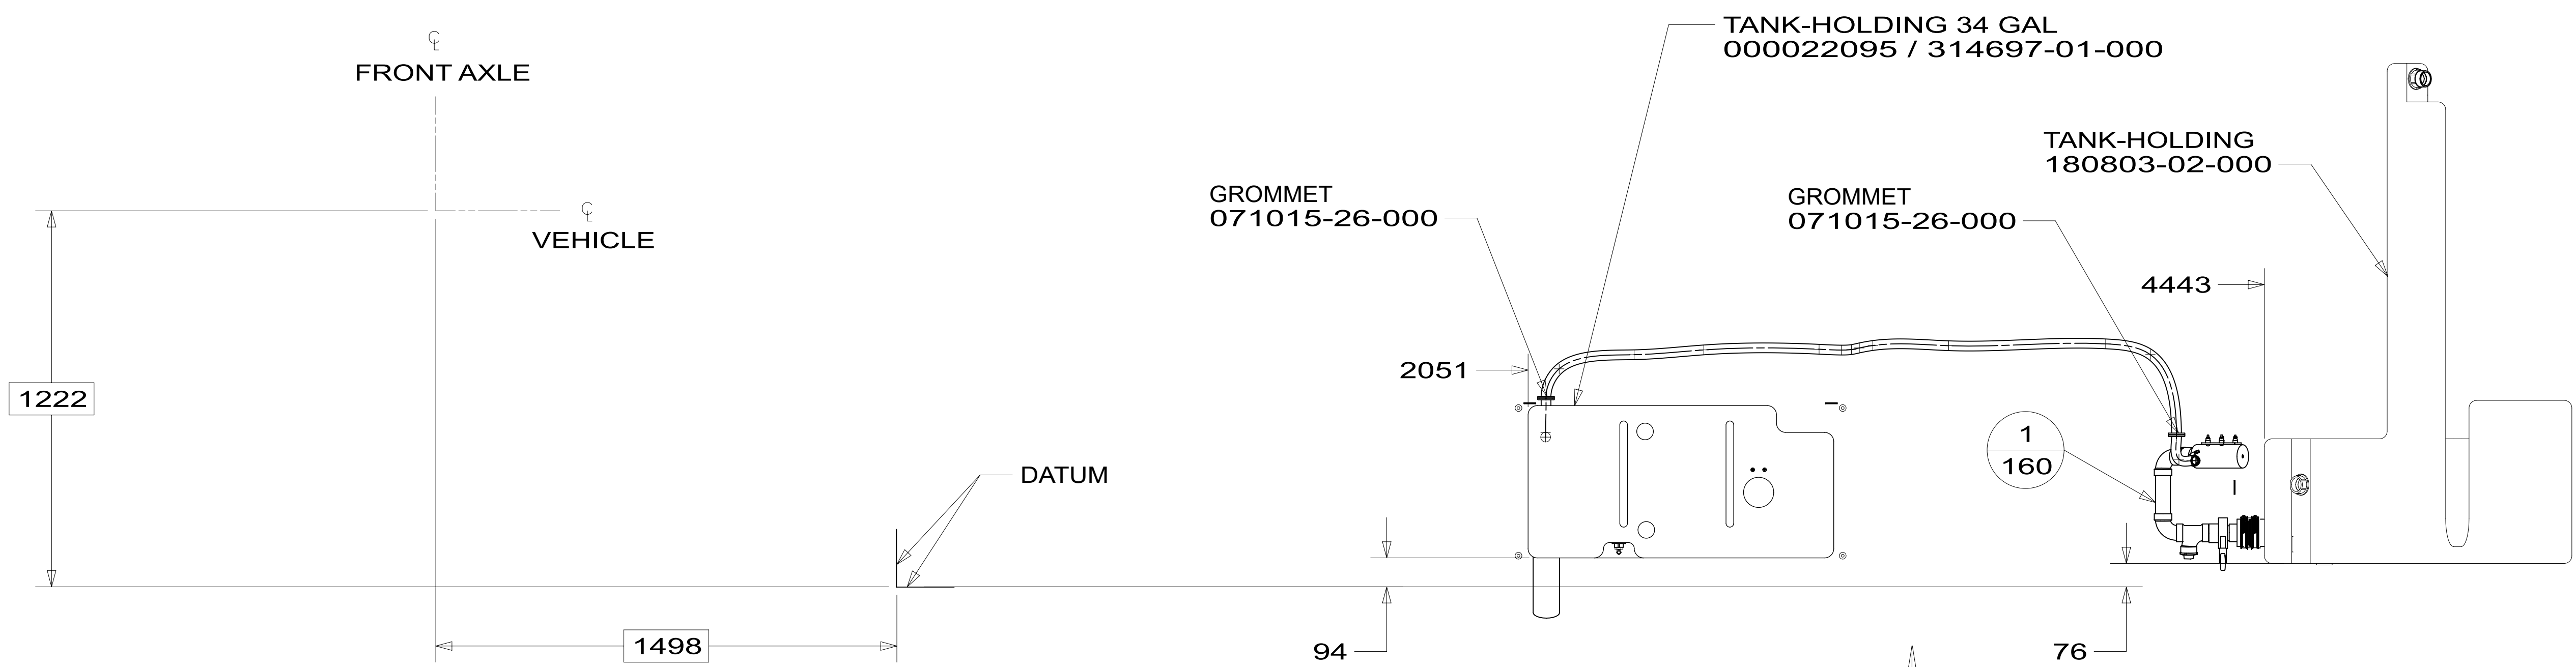 TANK-HOLDING 34 GAL
000022095 / 314697-01-000
℄
FRONT AXLE
TANK-HOLDING
180803-02-000
GROMMET
071015-26-000
GROMMET
071015-26-000
℄
VEHICLE
4443
2051
1222
1
160
DATUM
1498
94
76